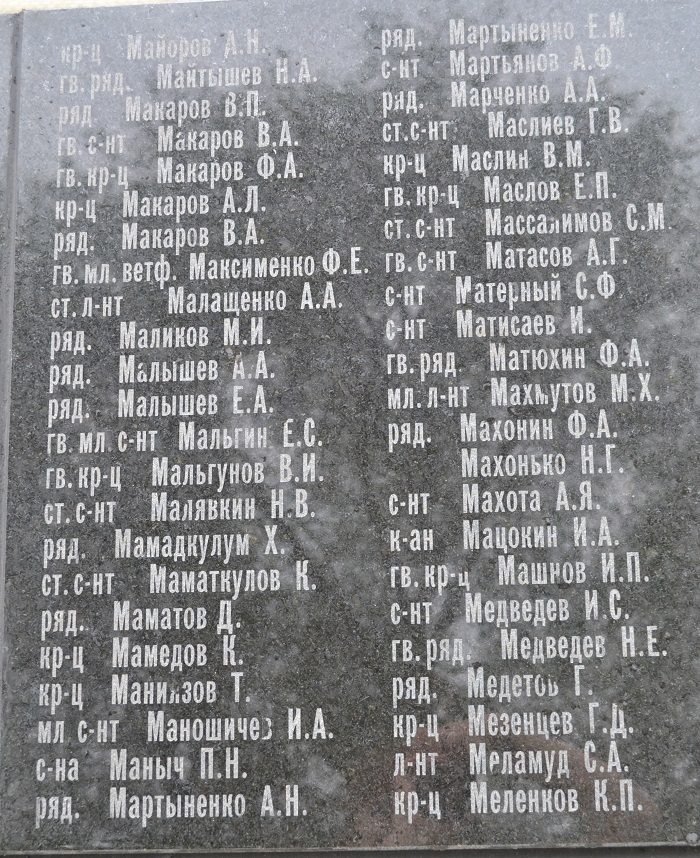 кр-ц Майоров А.Н.
гв. ряд. Майтышев Н.А.
ряд. Макаров В.П.
гв. с-нт Макаров В.А.
гв. кр-ц Макаров Ф.А.
кр-ц Макаров А.Л.
ряд. Макаров В.А.
гв. мл. ветф. Максименко Ф.Е.
ст. л-нт Малащенко А.А.
ряд. Маликов М.И.
ряд. Малышев А.А.
ряд. Малышев Е.А.
гв. мл. с-нт Мальгин Е.С.
гв. кр-ц Мальгунов В.И.
ст. с-нт Малявкин Н.В.
ряд. Мамадкулум Х.
ст. с-нт Маматкулов К.
ряд. Маматов Д.
кр-ц Мамедов К.
кр-ц Маниязов Т.
мл. с-нт Маношичев И.А.
с-на Маныч П.Н.
ряд. Мартыненко А.Н.
ряд. Мартыненко Е.М.
с-нт Мартьянов А.Ф
ряд. Марченко А.А.
ст. с-нт Маслиев Г.В.
кр-ц Маслин В.М.
гв. кр-ц Маслов Е.П.
ст. с-нт Массалимов С.М.
гв. с-нт Матасов А.Г.
с-нт Матерный С.Ф
с-нт Матисаев И.
гв. ряд. Матюхин Ф.А.
мл. л-нт Махмутов М.Х.
ряд. Махонин Ф.А.
Махонько Н.Г.
с-нт Махота А.Я.
к-ан Мацокин И.А.
гв. кр-ц Машнов И.П.
с-нт Медведев И.С.
гв. ряд. Медведев Н.Е.
ряд. Медетов Г.
кр-ц Мезенцев Г.Д.
л-нт Меламуд С.А.
кр-ц Меленков К.П.